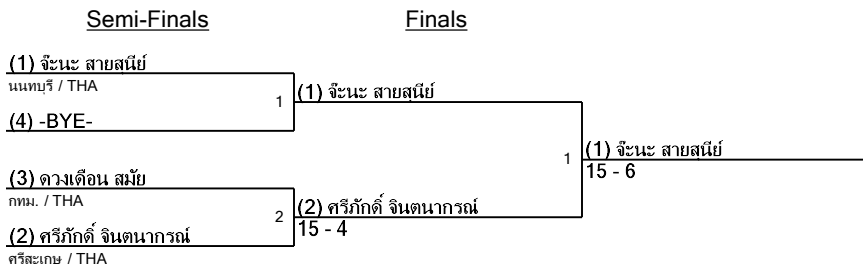 Semi-Finals
Finals
(1) จ๊ะนะ สายสุนีย์
นนทบุรี / THA
1
(1) จ๊ะนะ สายสุนีย์
(4) -BYE-
1
(1) จ๊ะนะ สายสุนีย์
15 - 6
(3) ดวงเดือน สมัย
กทม. / THA
2
(2) ศรีภักดิ์ จินตนากรณ์
15 - 4
(2) ศรีภักดิ์ จินตนากรณ์
ศรีสะเกษ / THA